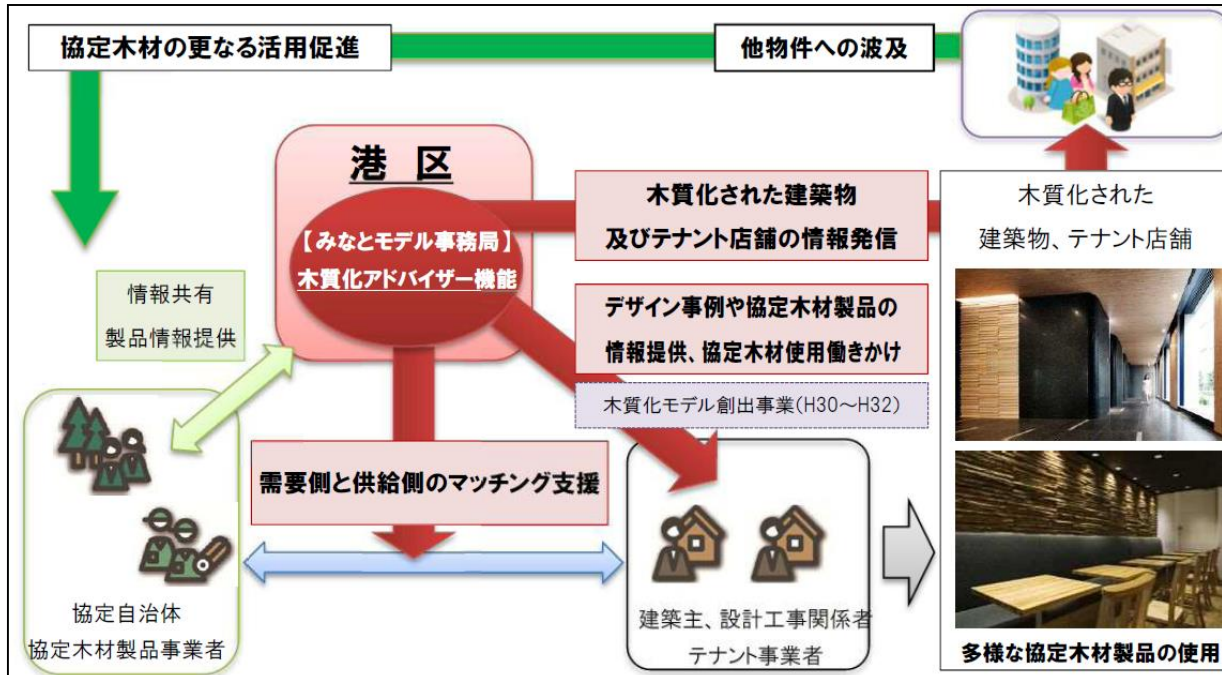 協定木材の更なる活用促進
他物件への波及
港 区
【みなとモデル事務局】
木質化アドバイザー機能
木質化された建築物
及びテナント店舗の情報発信
デザイン事例や協定木材製品の
情報提供、協定木材使用働きかけ
木質化モデル創出事業(H30~H32)
情報共有
製品情報提供
需要側と供給側のマッチング支援
協定自治体
協定木材製品事業者
建築主、設計工事関係者
テナント事業者
木質化された
建築物、テナント店舗
多様な協定木材製品の使用